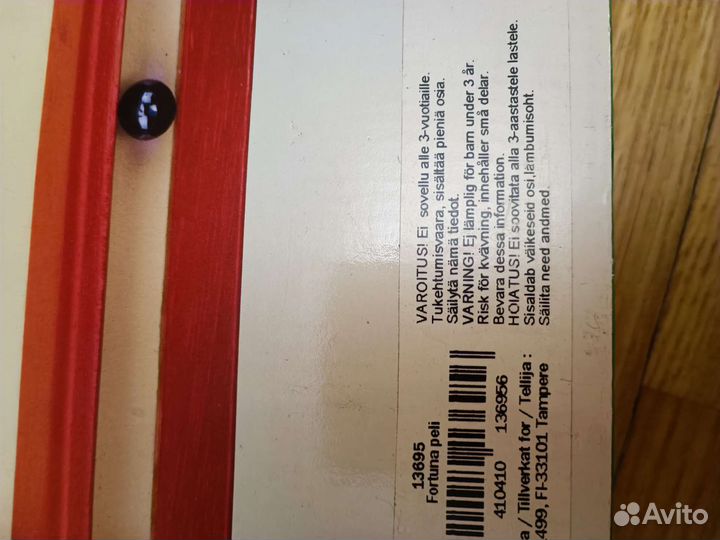 VAROITUS! Ei sovellu alle 3-vuotiaille.
Tukehtumisvaara, sisältää pieniä osia.
Säilytä nämä tiedot.
VARNING! Ej lämplig för barn under 3 år.
Risk för kvävning, innehåller små delar.
Bevara dessa information.
HOIATUS! Ei soovitata alla 3-aastastele lastele.
Sisaldab väikeseid osi,lämbumisoht.
Säilita need andmed.
13695
Fortuna peli
410410 136956
a / Tillverkat for / Tellija :
499, FI-33101 Tampere
Avito